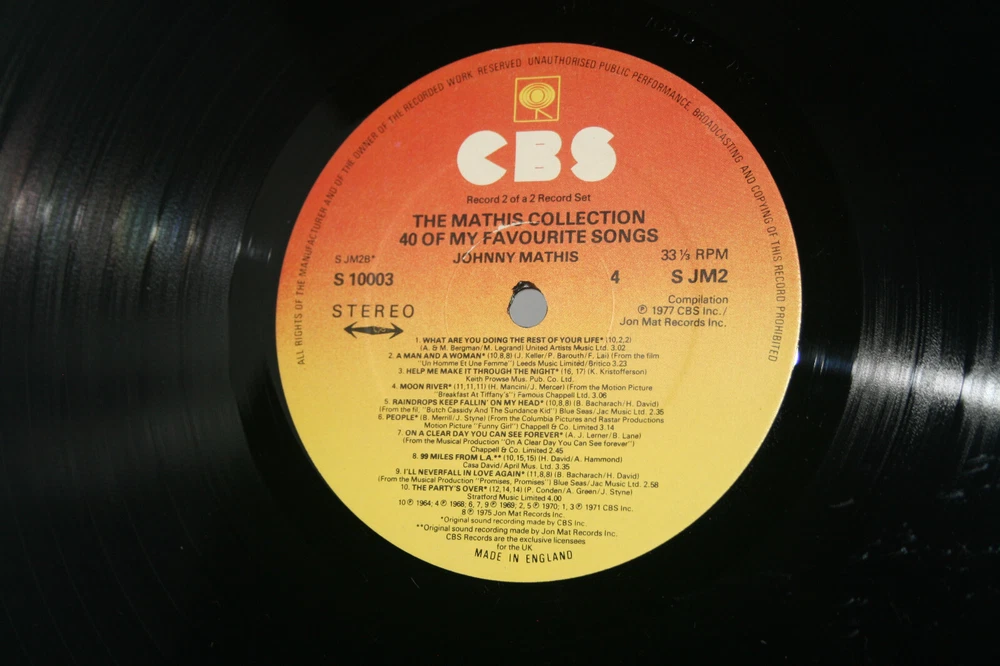 ALL RIGHTS OF THE MANUFACTURER AND OF THE OWNER OF THE RECORDED WORK RESERVED UNAUTHORISED PUBLIC PERFORMANCE BROADCASTING AND COPYING OF THIS RECORD PROHIBITED
CBS
Record 2 of a 2 Record Set
THE MATHIS COLLECTION
40 OF MY FAVOURITE SONGS
JOHNNY MATHIS
S JM28*
S 10003
STEREO
4
33⅓ RPM
S JM2
Compilation
℗ 1977 CBS Inc./
Jon Mat Records Inc.
1. WHAT ARE YOU DOING THE REST OF YOUR LIFE* (10,2,2)
(A. & M. Bergman/M. Legrand) United Artists Music Ltd. 3.02
2. A MAN AND A WOMAN* (10,8,8) (J. Keller/P. Barouth/F. Lai) (From the film
"Un Homme Et Une Femme") Leeds Music Limited/Britico 3.23
3. HELP ME MAKE IT THROUGH THE NIGHT* (16, 17) (K. Kristofferson)
Keith Prowse Mus. Pub. Co. Ltd.
4. MOON RIVER* (11,11,11) (H. Mancini/J. Mercer) (From the Motion Picture
"Breakfast At Tiffany's") Famous Chappell Ltd. 3.06
5. RAINDROPS KEEP FALLIN' ON MY HEAD* (10,8,8) (B. Bacharach/H. David)
(From the fil, "Butch Cassidy And The Sundance Kid") Blue Seas/Jac Music Ltd. 2.35
6. PEOPLE* (B. Merrill/J. Styne) (From the Columbia Pictures and Rastar Productions
Motion Picture "Funny Girl") Chappell & Co. Limited 3.14
7. ON A CLEAR DAY YOU CAN SEE FOREVER* (A. J. Lerner/B. Lane)
(From the Musical Production "On A Clear Day You Can See forever")
Chappell & Co. Limited 2.45
8. 99 MILES FROM L.A.** (10,15,15) (H. David/A. Hammond)
Casa David/April Mus. Ltd. 3.35
9. I'LL NEVERFALL IN LOVE AGAIN* (11,8,8) (B. Bacharach/H. David)
(From the Musical Production "Promises, Promises") Blue Seas/Jac Music Ltd. 2.58
10. THE PARTY'S OVER* (12,14,14) (P. Conden/A. Green/J. Styne)
Stratford Music Limited 4.00
10 ℗ 1964; 4 ℗ 1968; 6, 7, 9 ℗ 1969; 2, 5 ℗ 1970; 1, 3 ℗ 1971 CBS Inc.
8 ℗ 1975 Jon Mat Records Inc.
*Original sound recording made by CBS Inc.
**Original sound recording made by Jon Mat Records Inc.
CBS Records are the exclusive licensees
for the UK
MADE IN ENGLAND